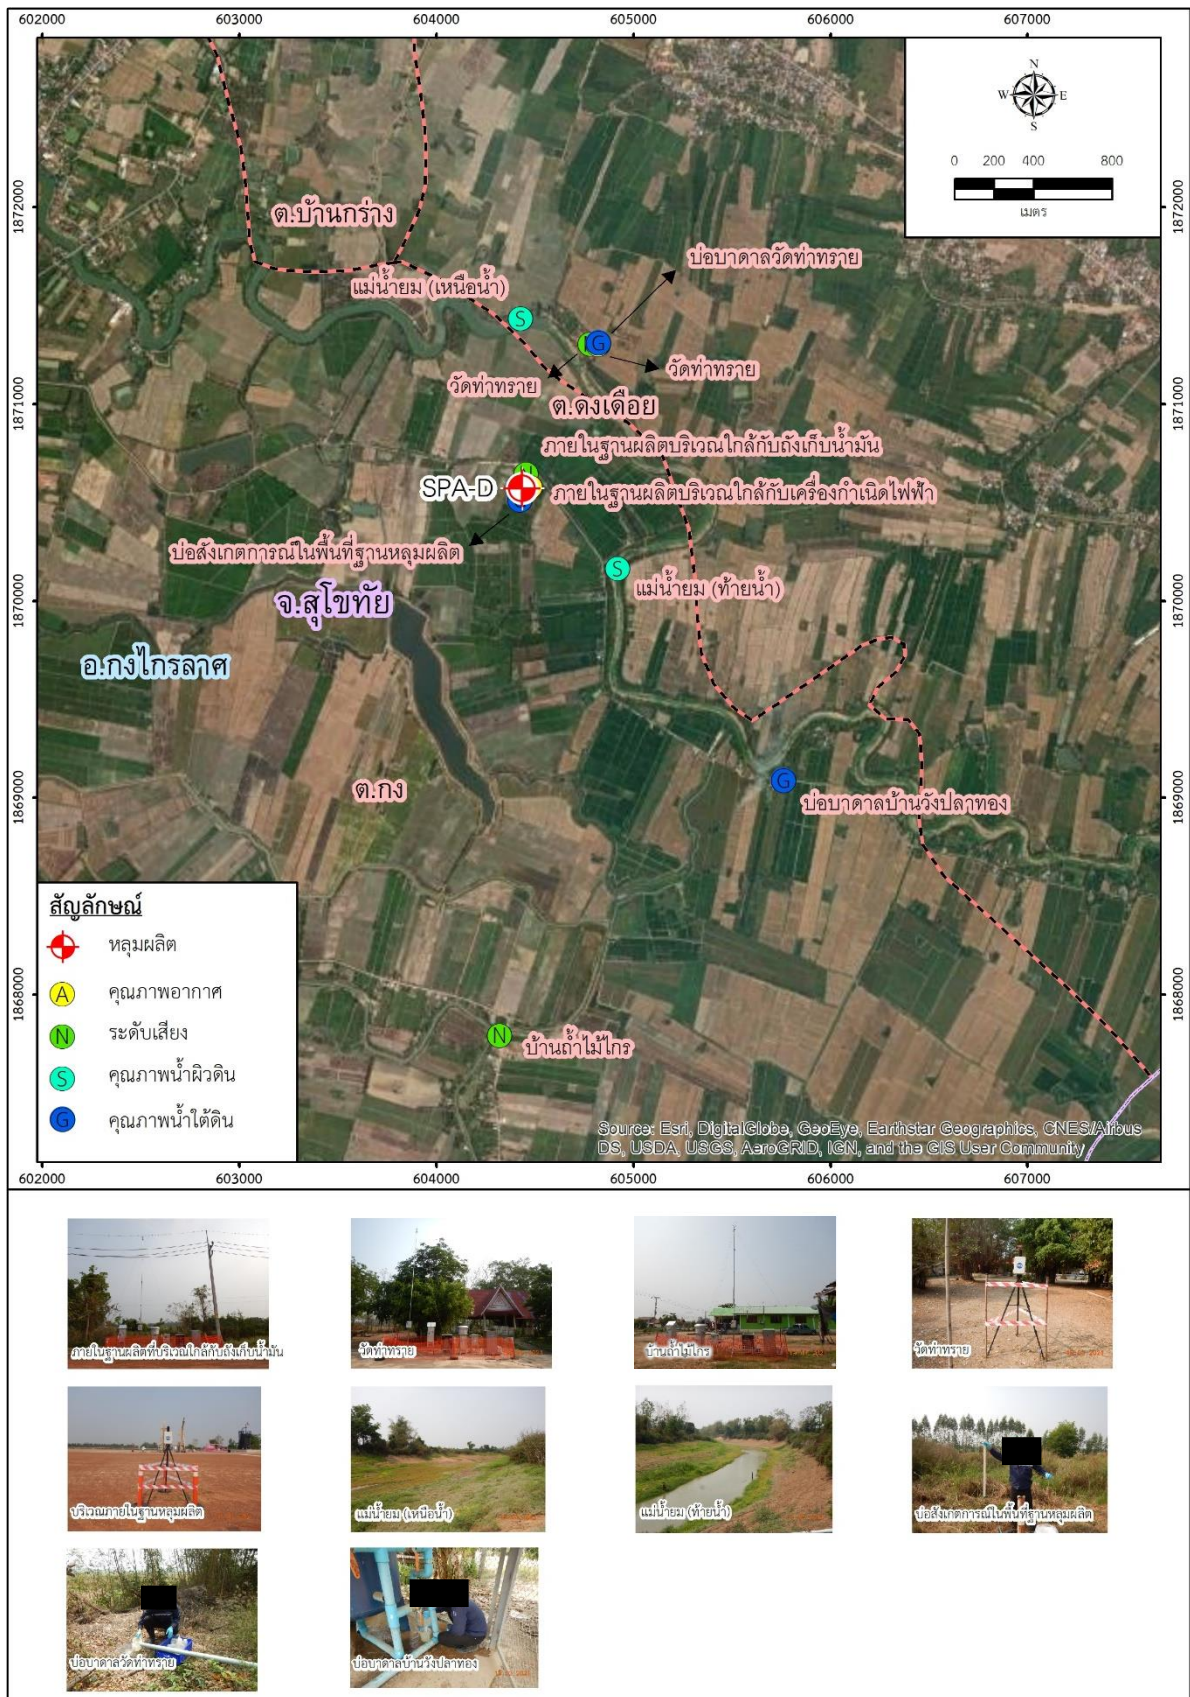 602000 603000 604000 605000 606000 607000
N
W E
S
0 200 400 800
เมตร
1872000 1872000
ต.บ้านกร่าง
บ่อบาดาลวัดท่าทราย
แม่น้ำยม (เหนือน้ำ)
S
G
วัดท่าทราย
วัดท่าทราย
1871000 1871000
ต.ดงเดือย
ภายในฐานผลิตบริเวณใกล้กับถังเก็บน้ำมัน
SPA-D
ภายในฐานผลิตบริเวณใกล้กับเครื่องกำเนิดไฟฟ้า
บ่อสังเกตการณ์ในพื้นที่ฐานหลุมผลิต
S
แม่น้ำยม (ท้ายน้ำ)
1870000 1870000
จ.สุโขทัย
อ.กงไกรลาศ
G
ต.กง
บ่อบาดาลบ้านวังปลาทอง
1869000 1869000
สัญลักษณ์
หลุมผลิต
A คุณภาพอากาศ
N ระดับเสียง
S คุณภาพน้ำผิวดิน
G คุณภาพน้ำใต้ดิน
1868000 1868000
N
บ้านถ้ำไม้ไกร
Source: Esri, DigitalGlobe, GeoEye, Earthstar Geographics, CNES/Airbus
DS, USDA, USGS, AeroGRID, IGN, and the GIS User Community
602000 603000 604000 605000 606000 607000
ภายในฐานผลิตที่บริเวณใกล้กับถังเก็บน้ำมัน
วัดท่าทราย
บ้านถ้ำไม้ไกร
วัดท่าทราย
บริเวณภายในฐานหลุมผลิต
แม่น้ำยม (เหนือน้ำ)
แม่น้ำยม (ท้ายน้ำ)
บ่อสังเกตการณ์ในพื้นที่ฐานหลุมผลิต
บ่อบาดาลวัดท่าทราย
บ่อบาดาลบ้านวังปลาทอง